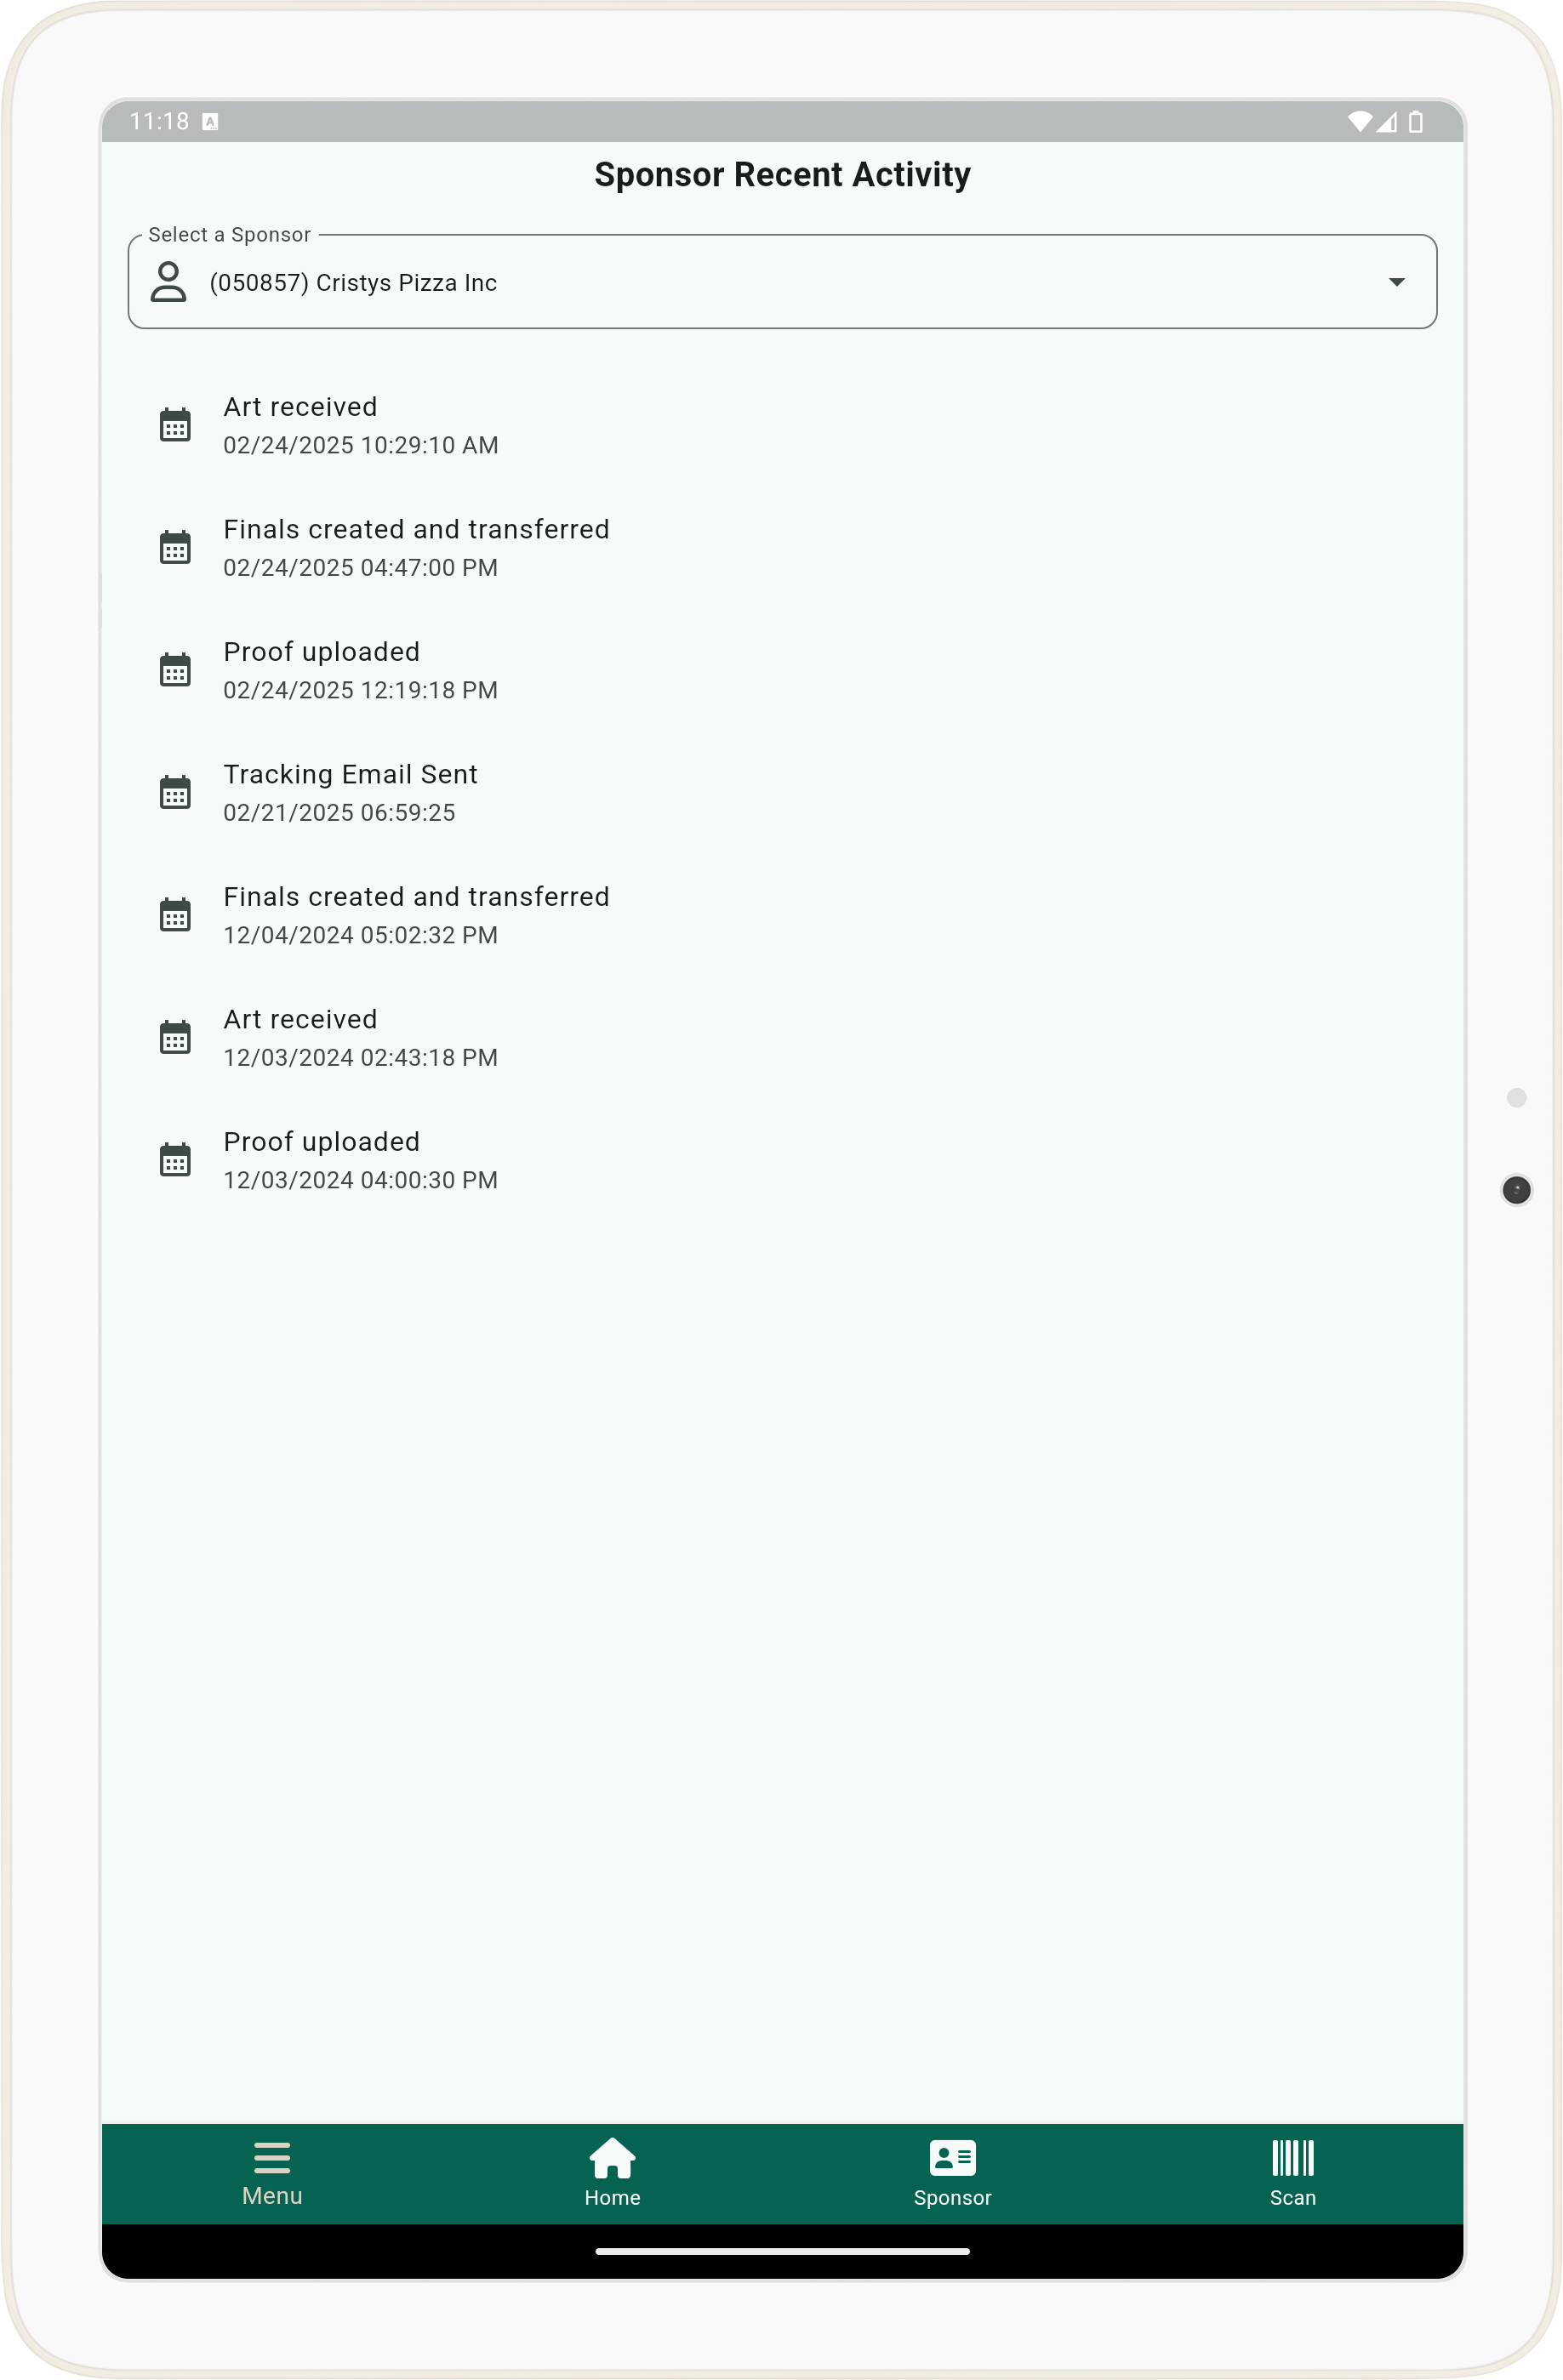 11:18
Sponsor Recent Activity
Select a Sponsor
(050857) Cristys Pizza Inc
Art received
02/24/2025 10:29:10 AM
Finals created and transferred
02/24/2025 04:47:00 PM
Proof uploaded
02/24/2025 12:19:18 PM
Tracking Email Sent
02/21/2025 06:59:25
Finals created and transferred
12/04/2024 05:02:32 PM
Art received
12/03/2024 02:43:18 PM
Proof uploaded
12/03/2024 04:00:30 PM
Menu Home Sponsor Scan